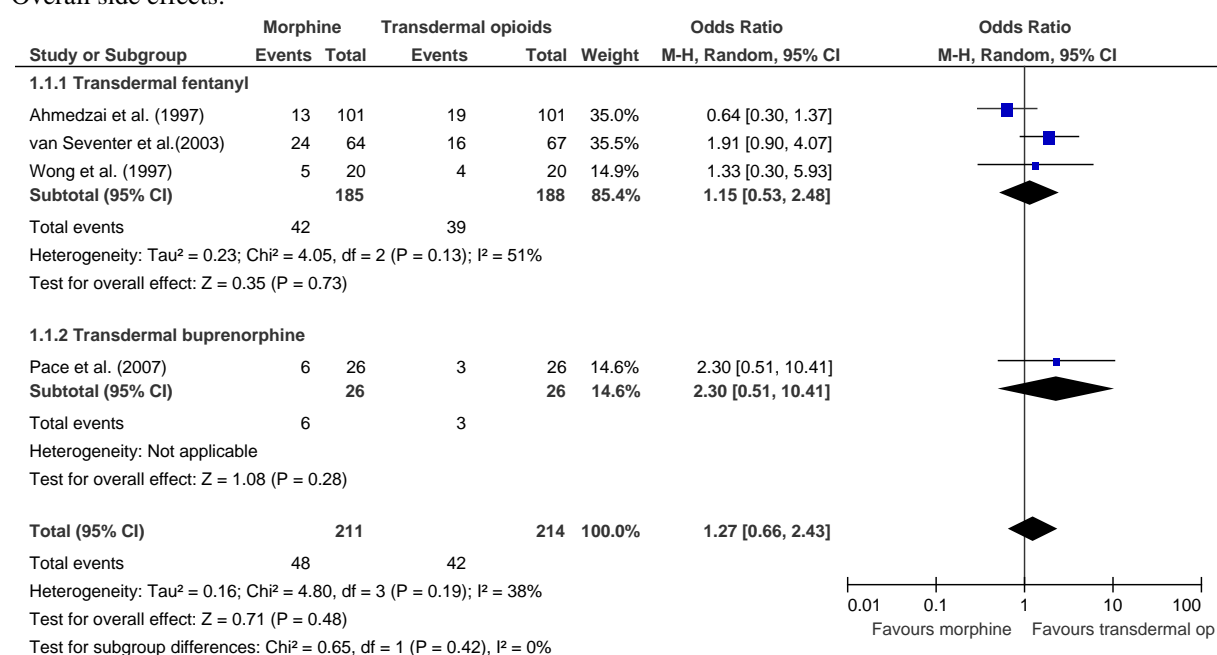 Overall side effects:
Morphine Transdermal opioids Odds Ratio Odds Ratio
Study or Subgroup Events Total Events Total Weight M-H, Random, 95% CI M-H, Random, 95% CI
1.1.1 Transdermal fentanyl
Ahmedzai et al. (1997) 13 101 19 101 35.0% 0.64 [0.30, 1.37]
van Seventer et al.(2003) 24 64 16 67 35.5% 1.91 [0.90, 4.07]
Wong et al. (1997) 5 20 4 20 14.9% 1.33 [0.30, 5.93]
Subtotal (95% CI) 185 188 85.4% 1.15 [0.53, 2.48]
Total events 42 39
Heterogeneity: Tau² = 0.23; Chi² = 4.05, df = 2 (P = 0.13); I² = 51%
Test for overall effect: Z = 0.35 (P = 0.73)
1.1.2 Transdermal buprenorphine
Pace et al. (2007) 6 26 3 26 14.6% 2.30 [0.51, 10.41]
Subtotal (95% CI) 26 26 14.6% 2.30 [0.51, 10.41]
Total events 6 3
Heterogeneity: Not applicable
Test for overall effect: Z = 1.08 (P = 0.28)
Total (95% CI) 211 214 100.0% 1.27 [0.66, 2.43]
Total events 48 42
Heterogeneity: Tau² = 0.16; Chi² = 4.80, df = 3 (P = 0.19); I² = 38%
Test for overall effect: Z = 0.71 (P = 0.48)
Test for subgroup differences: Chi² = 0.65, df = 1 (P = 0.42), I² = 0%
0.01 0.1 1 10 100
Favours morphine Favours transdermal op